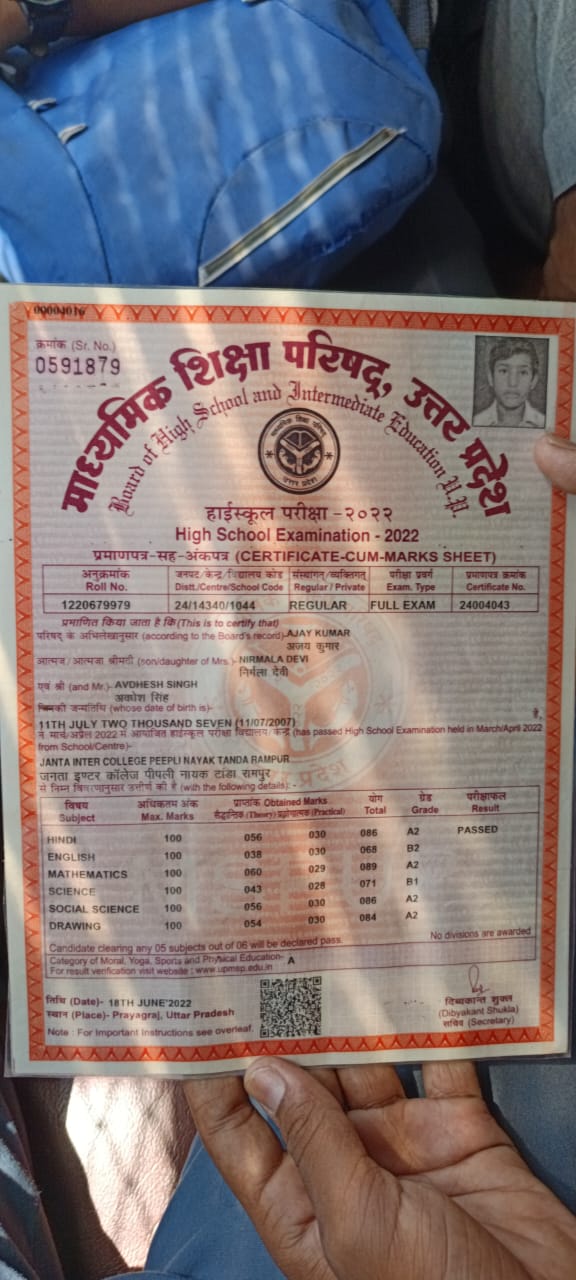 00004016
क्रमांक (Sr. No.)
0591879
माध्यमिक शिक्षा परिषद्, उत्तर प्रदेश
Board of High School and Intermediate Education U.P.
हाईस्कूल परीक्षा -२०२२
High School Examination - 2022
प्रमाणपत्र-सह-अंकपत्र (CERTIFICATE-CUM-MARKS SHEET)
अनुक्रमांक जनपद/केन्द्र/विद्यालय कोड संस्थागत्/व्यक्तिगत् परीक्षा प्रवर्ग प्रमाणपत्र क्रमांक
Roll No. Distt./Centre/School Code Regular / Private Exam. Type Certificate No.
1220679979 24/14340/1044 REGULAR FULL EXAM 24004043
प्रमाणित किया जाता है कि(This is to certify that)
परिषद् के अभिलेखानुसार (according to the Board's record)-AJAY KUMAR
अजय कुमार
आत्मज/आत्मजा श्रीमती (son/daughter of Mrs.)- NIRMALA DEVI
निर्मला देवी
एवं श्री (and Mr.)- AVDHESH SINGH
अवधेश सिंह
जिनकी जन्मतिथि (whose date of birth is)-
11TH JULY TWO THOUSAND SEVEN (11/07/2007) है,
ने मार्च/अप्रैल 2022 में आयोजित हाईस्कूल परीक्षा विद्यालय/केन्द्र (has passed High School Examination held in March/April 2022
from School/Centre)-
JANTA INTER COLLEGE PEEPLI NAYAK TANDA RAMPUR
जनता इण्टर कॉलेज पीपली नायक टांडा रामपुर
से निम्न विवरणानुसार उत्तीर्ण की है (with the following details): -
विषय अधिकतम अंक प्राप्तांक Obtained Marks योग ग्रेड परीक्षाफल
Subject Max. Marks सैद्धान्तिक (Theory) प्रयोगात्मक (Practical) Total Grade Result
HINDI 100 056 030 086 A2 PASSED
ENGLISH 100 038 030 068 B2
MATHEMATICS 100 060 029 089 A2
SCIENCE 100 043 028 071 B1
SOCIAL SCIENCE 100 056 030 086 A2
DRAWING 100 054 030 084 A2
No divisions are awarded
Candidate clearing any 05 subjects out of 06 will be declared pass.
Category of Moral, Yoga, Sports and Physical Education- A
For result verification visit website : www.upmsp.edu.in
तिथि (Date)- 18TH JUNE'2022
स्थान (Place)- Prayagraj, Uttar Pradesh
Note : For Important Instructions see overleaf.
दिव्यकान्त शुक्ल
(Dibyakant Shukla)
सचिव (Secretary)